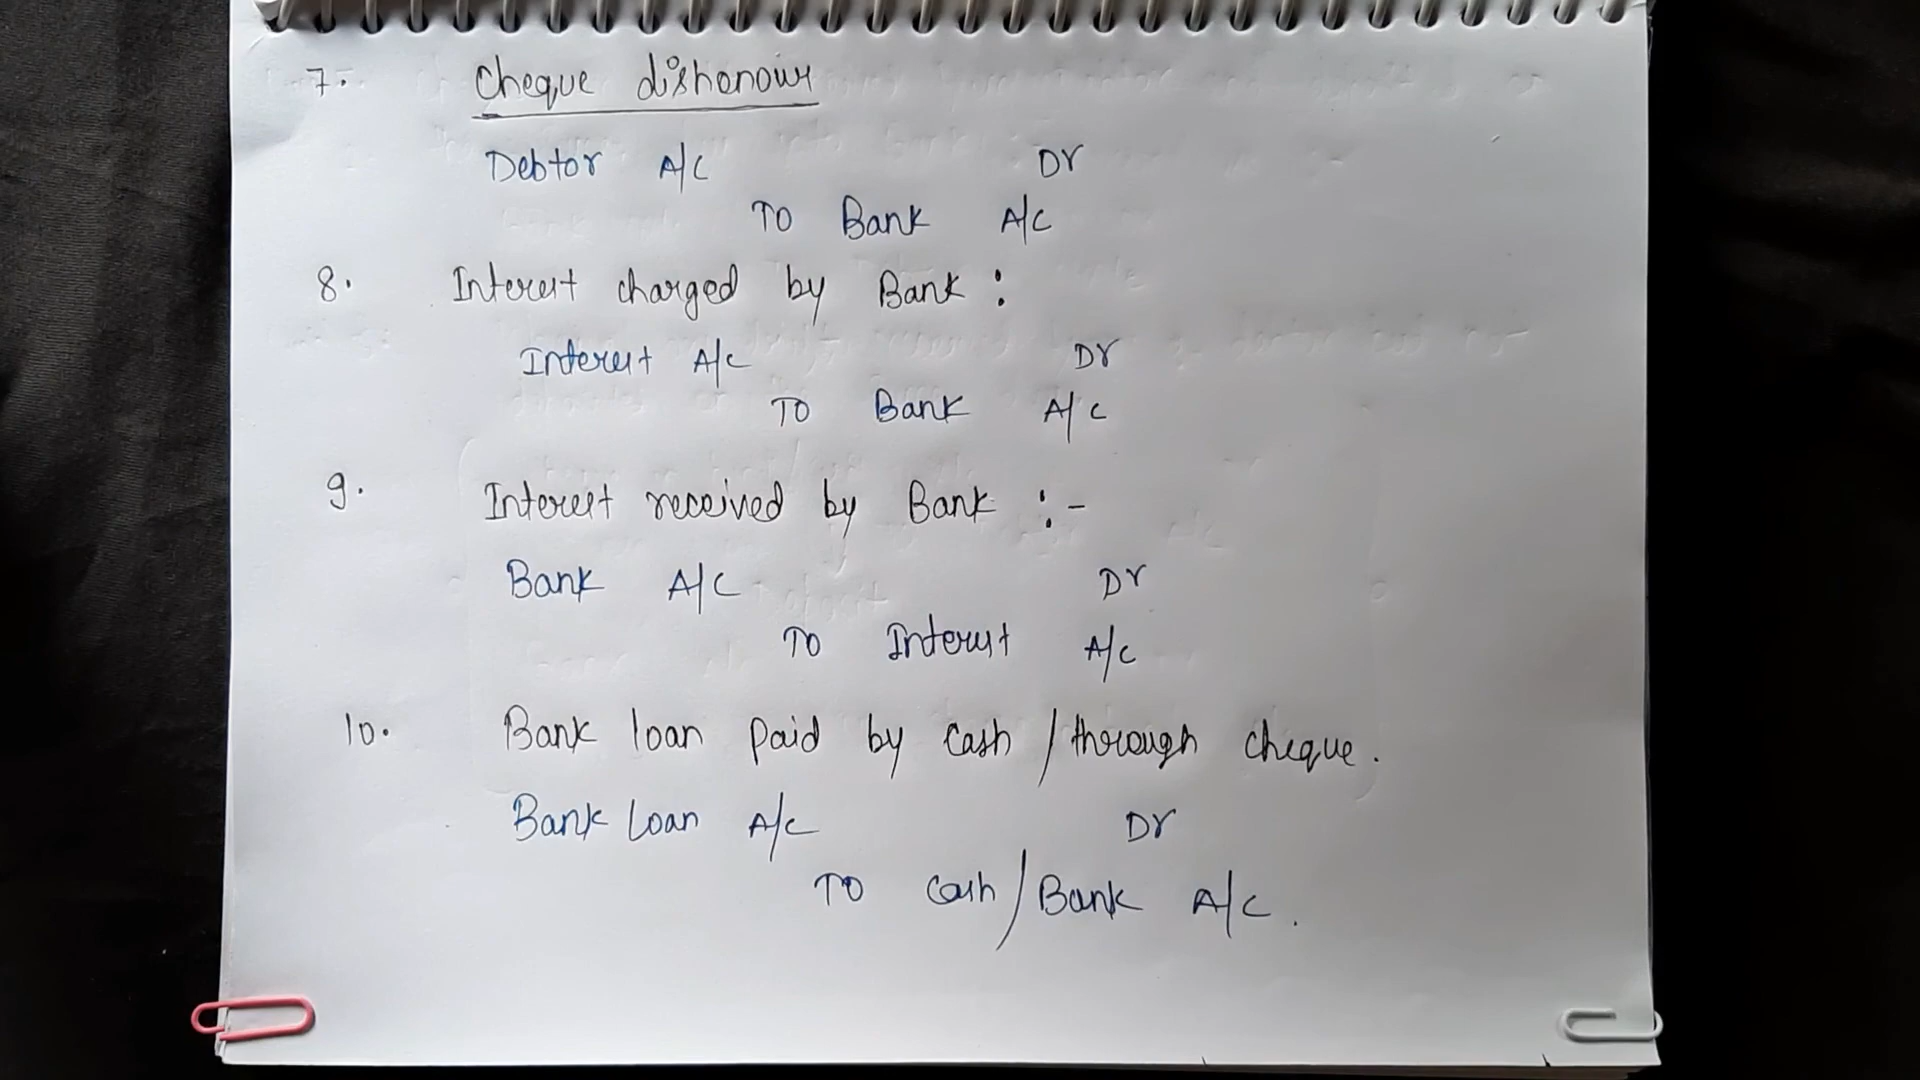 7. Cheque dishonour
Debtor A/C Dr
TO Bank A/C
8. Interest charged by Bank :
Interest A/C Dr
TO Bank A/C
9. Interest received by Bank :-
Bank A/C Dr
TO Interest A/C
10. Bank loan paid by cash / through cheque.
Bank Loan A/C Dr
TO Cash / Bank A/C.